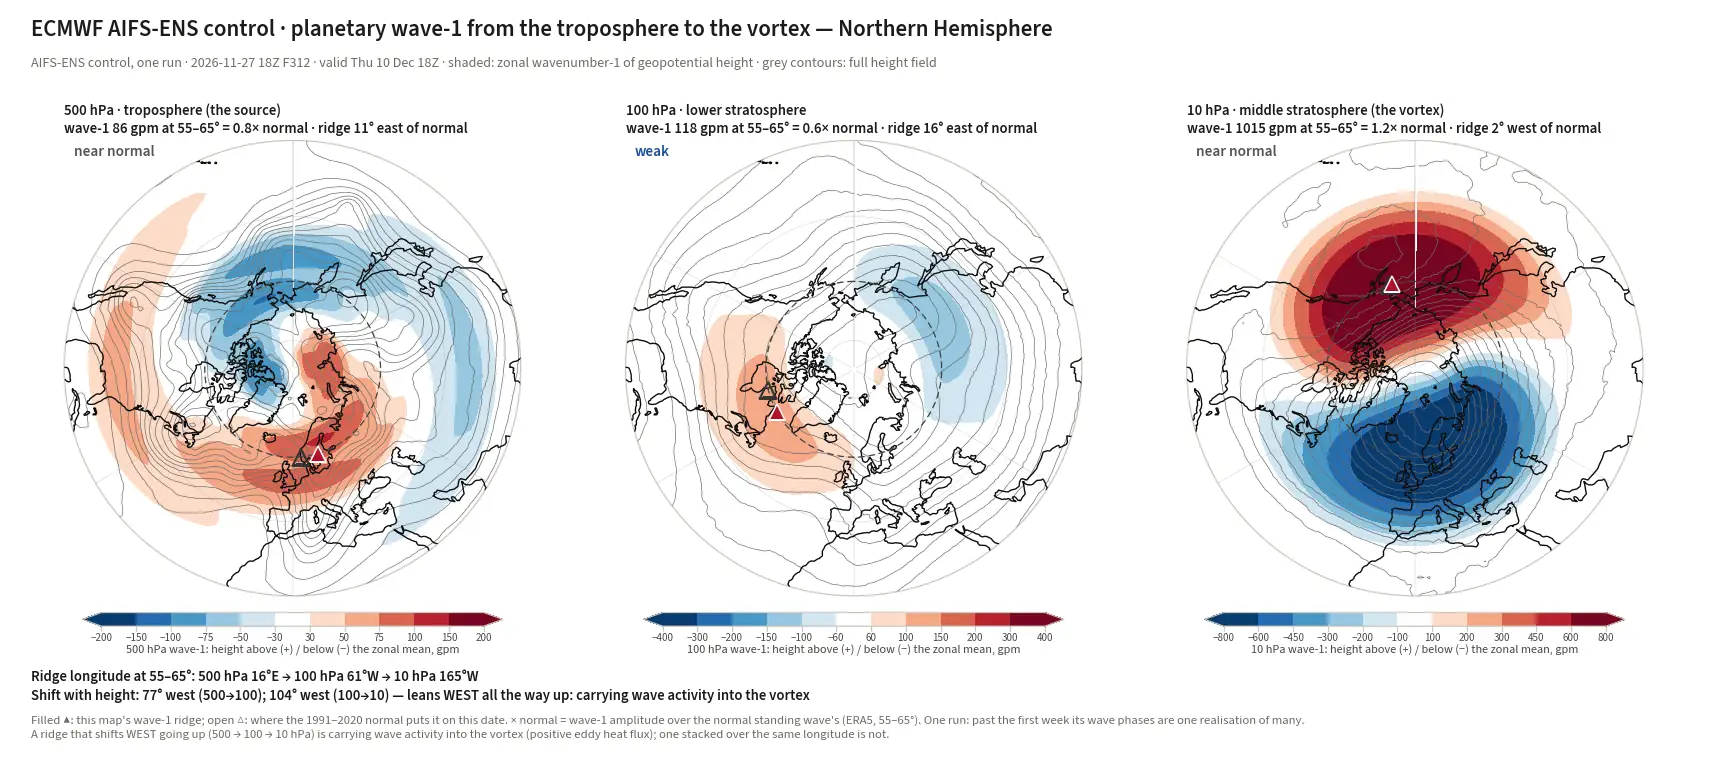 ECMWF AIFS-ENS control · planetary wave-1 from the troposphere to the vortex — Northern Hemisphere
AIFS-ENS control, one run · 2026-11-27 18Z F312 · valid Thu 10 Dec 18Z · shaded: zonal wavenumber-1 of geopotential height · grey contours: full height field
500 hPa · troposphere (the source)
wave-1 86 gpm at 55–65° = 0.8× normal · ridge 11° east of normal
near normal
100 hPa · lower stratosphere
wave-1 118 gpm at 55–65° = 0.6× normal · ridge 16° east of normal
weak
10 hPa · middle stratosphere (the vortex)
wave-1 1015 gpm at 55–65° = 1.2× normal · ridge 2° west of normal
near normal
−200 −150 −100 −75 −50 −30 30 50 75 100 150 200
500 hPa wave-1: height above (+) / below (−) the zonal mean, gpm
−400 −300 −200 −150 −100 −60 60 100 150 200 300 400
100 hPa wave-1: height above (+) / below (−) the zonal mean, gpm
−800 −600 −450 −300 −200 −100 100 200 300 450 600 800
10 hPa wave-1: height above (+) / below (−) the zonal mean, gpm
Ridge longitude at 55–65°: 500 hPa 16°E → 100 hPa 61°W → 10 hPa 165°W
Shift with height: 77° west (500→100); 104° west (100→10) — leans WEST all the way up: carrying wave activity into the vortex
Filled ▲: this map's wave-1 ridge; open △: where the 1991–2020 normal puts it on this date. × normal = wave-1 amplitude over the normal standing wave's (ERA5, 55–65°). One run: past the first week its wave phases are one realisation of many.
A ridge that shifts WEST going up (500 → 100 → 10 hPa) is carrying wave activity into the vortex (positive eddy heat flux); one stacked over the same longitude is not.